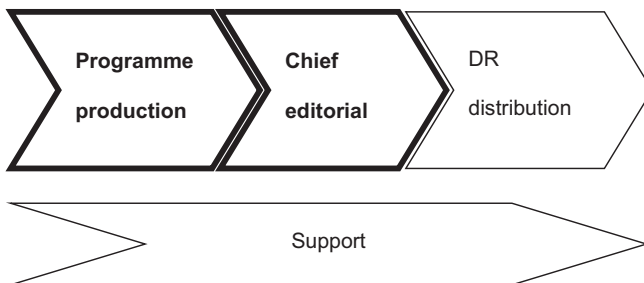 Programme
production
Chief
editorial
DR
distribution
Support